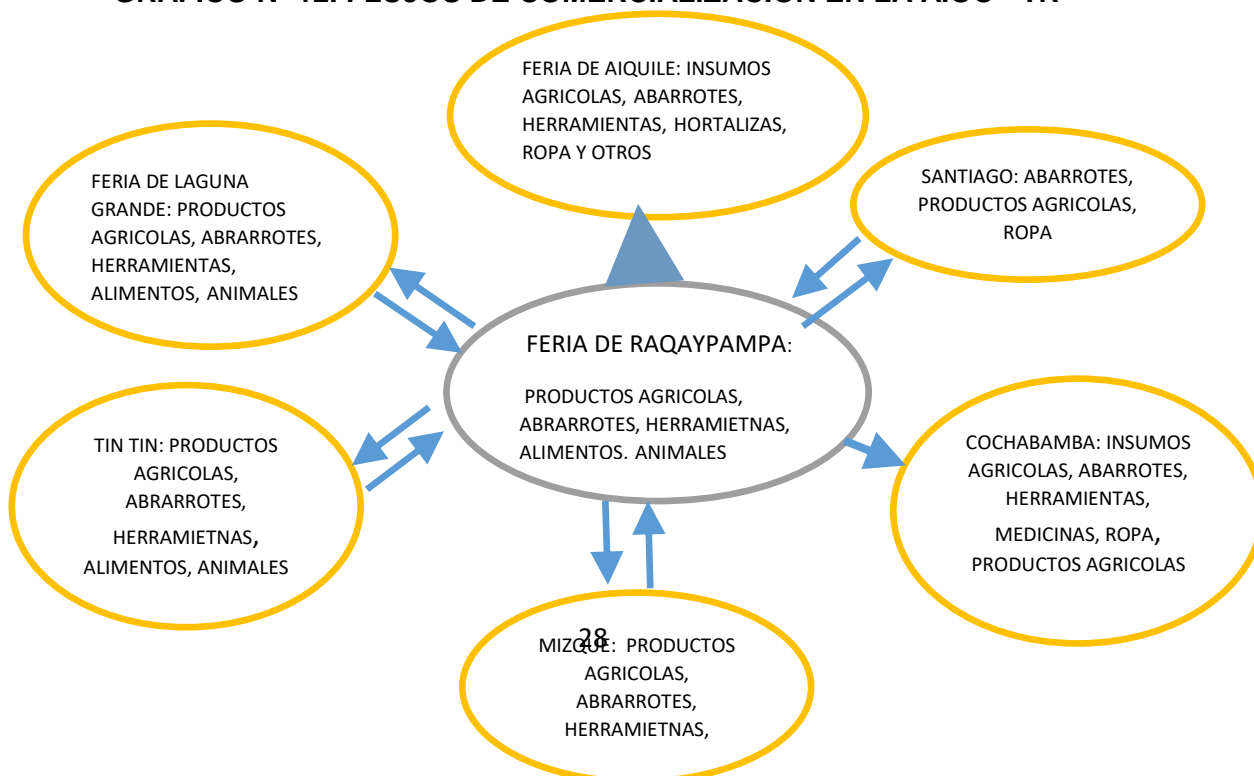 FERIA DE AIQUILE: INSUMOS
AGRICOLAS, ABARROTES,
HERRAMIENTAS, HORTALIZAS,
ROPA Y OTROS
FERIA DE LAGUNA
GRANDE: PRODUCTOS
AGRICOLAS, ABRARROTES,
HERRAMIENTAS,
ALIMENTOS, ANIMALES
SANTIAGO: ABARROTES,
PRODUCTOS AGRICOLAS,
ROPA
FERIA DE RAQAYPAMPA:
PRODUCTOS AGRICOLAS,
ABRARROTES, HERRAMIETNAS,
ALIMENTOS. ANIMALES
TIN TIN: PRODUCTOS
AGRICOLAS,
ABRARROTES,
HERRAMIETNAS,
ALIMENTOS, ANIMALES
COCHABAMBA: INSUMOS
AGRICOLAS, ABARROTES,
HERRAMIENTAS,
MEDICINAS, ROPA,
PRODUCTOS AGRICOLAS
28
MIZQUE: PRODUCTOS
AGRICOLAS,
ABRARROTES,
HERRAMIETNAS,